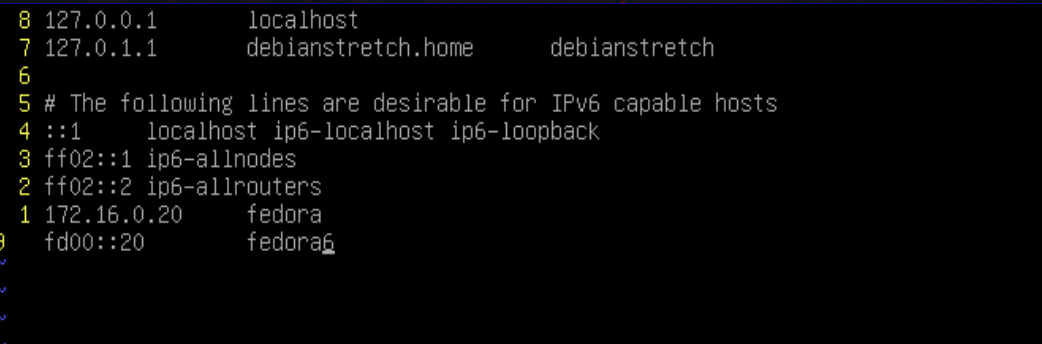 8 127.0.0.1 localhost
7 127.0.1.1 debianstretch.home debianstretch
6
5 # The following lines are desirable for IPv6 capable hosts
4 ::1 localhost ip6-localhost ip6-loopback
3 ff02::1 ip6-allnodes
2 ff02::2 ip6-allrouters
1 172.16.0.20 fedora
9 fd00::20 fedora6
~
~
~